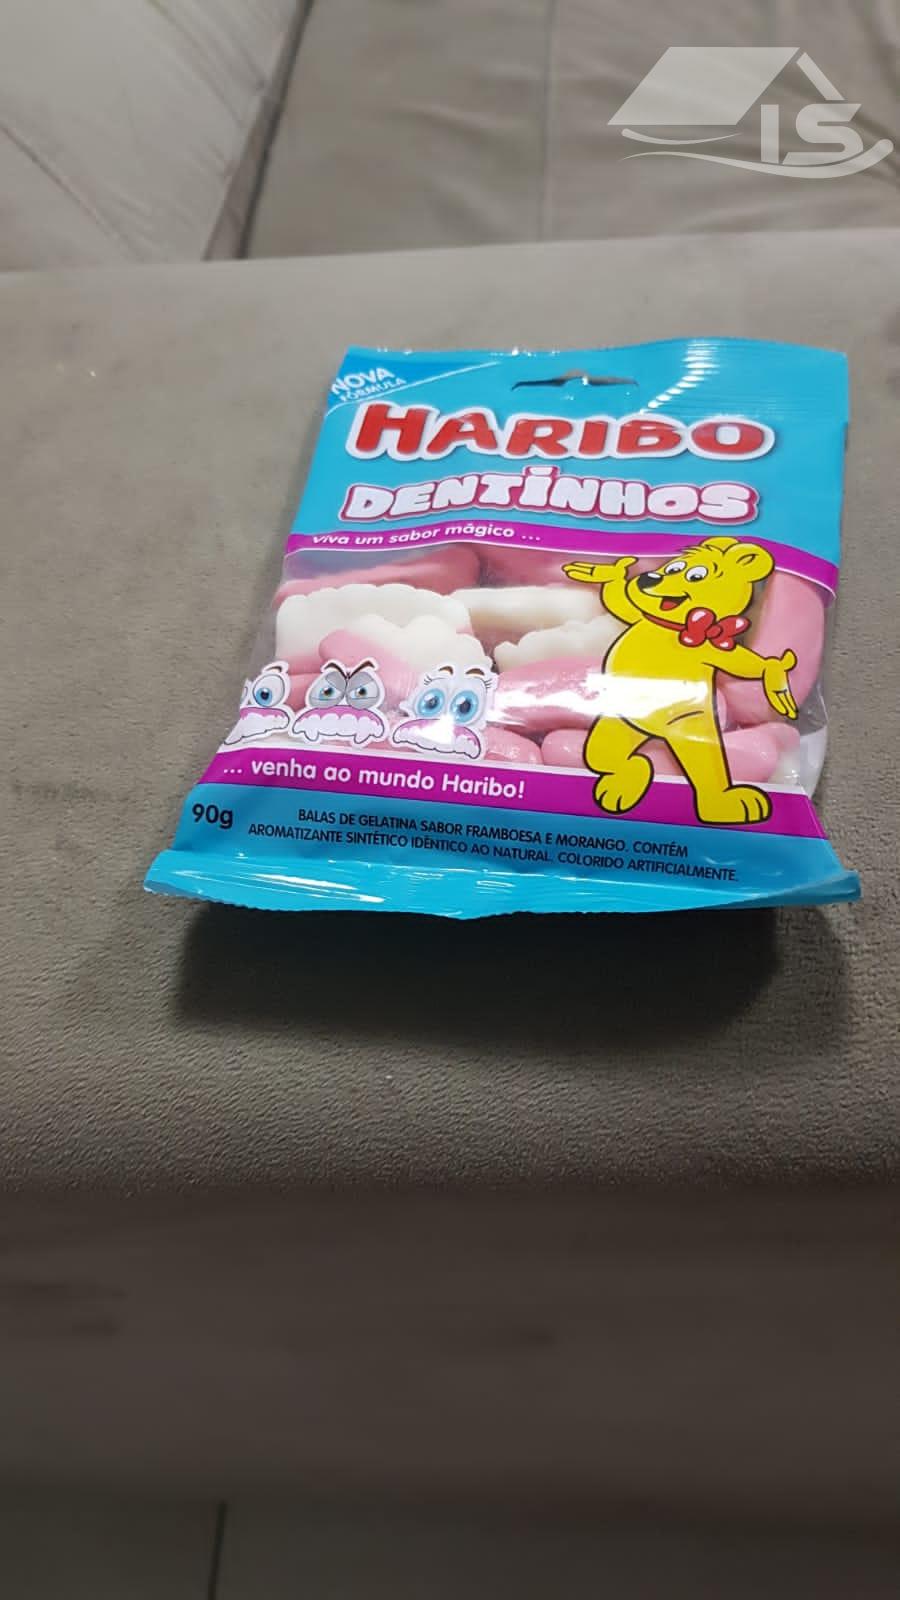 IS
NOVA
FÓRMULA
HARIBO
DENTINHOS
viva um sabor mágico ...
... venha ao mundo Haribo!
90g
BALAS DE GELATINA SABOR FRAMBOESA E MORANGO. CONTÉM
AROMATIZANTE SINTÉTICO IDÊNTICO AO NATURAL. COLORIDO ARTIFICIALMENTE.